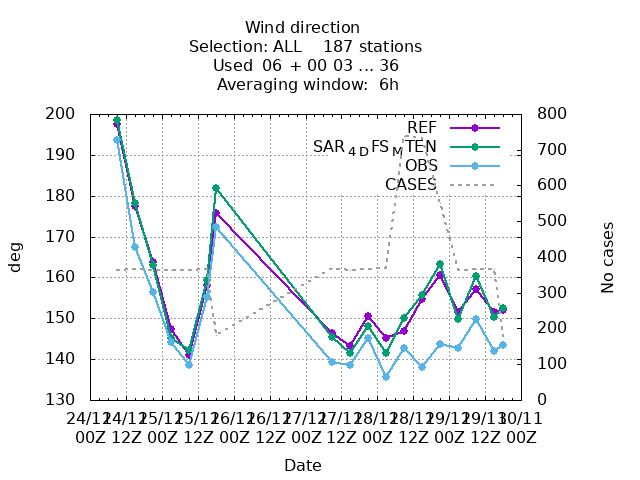 Wind direction
Selection: ALL 187 stations
Used 06 + 00 03 ... 36
Averaging window: 6h
200
190
180
170
160
150
140
130
deg
800
700
600
500
400
300
200
100
0
No cases
REF
SAR 4 D FS M TEN
OBS
CASES
24/11 24/11 25/11 25/11 26/11 26/11 27/11 27/11 28/11 28/11 29/11 29/11 30/11
00Z 12Z 00Z 12Z 00Z 12Z 00Z 12Z 00Z 12Z 00Z 12Z 00Z
Date